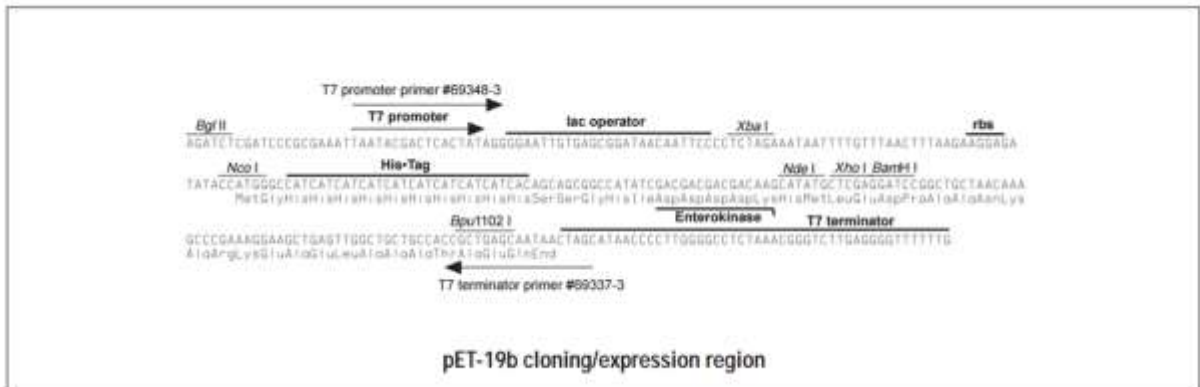 T7 promoter primer #69348-3
Bgl II T7 promoter lac operator Xba I rbs
AGATCTCGATCCCGCGAAATTAATACGACTCACTATAGGGGAATTGTGAGCGGATAACAATTCCCCTCTAGAAATAATTTTGTTTAACTTTAAGAAGGAGA
Nco I His•Tag Nde I Xho I BamH I
TATACCATGGGCCATCATCATCATCATCATCATCATCATCACAGCAGCGGCCATATCGACGACGACGACAAGCATATGCTCGAGGATCCGGCTGCTAACAAA
MetGlyHisHisHisHisHisHisHisHisHisHisSerSerGlyHisIleAspAspAspAspLysHisMetLeuGluAspProAlaAlaAsnLys
Bpu1102 I Enterokinase T7 terminator
GCCCGAAAGGAAGCTGAGTTGGCTGCTGCCACCGCTGAGCAATAACTAGCATAACCCCTTGGGGCCTCTAAACGGGTCTTGAGGGGTTTTTTG
AlaArgLysGluAlaGluLeuAlaAlaAlaThrAlaGluGlnEnd
T7 terminator primer #69337-3
pET-19b cloning/expression region